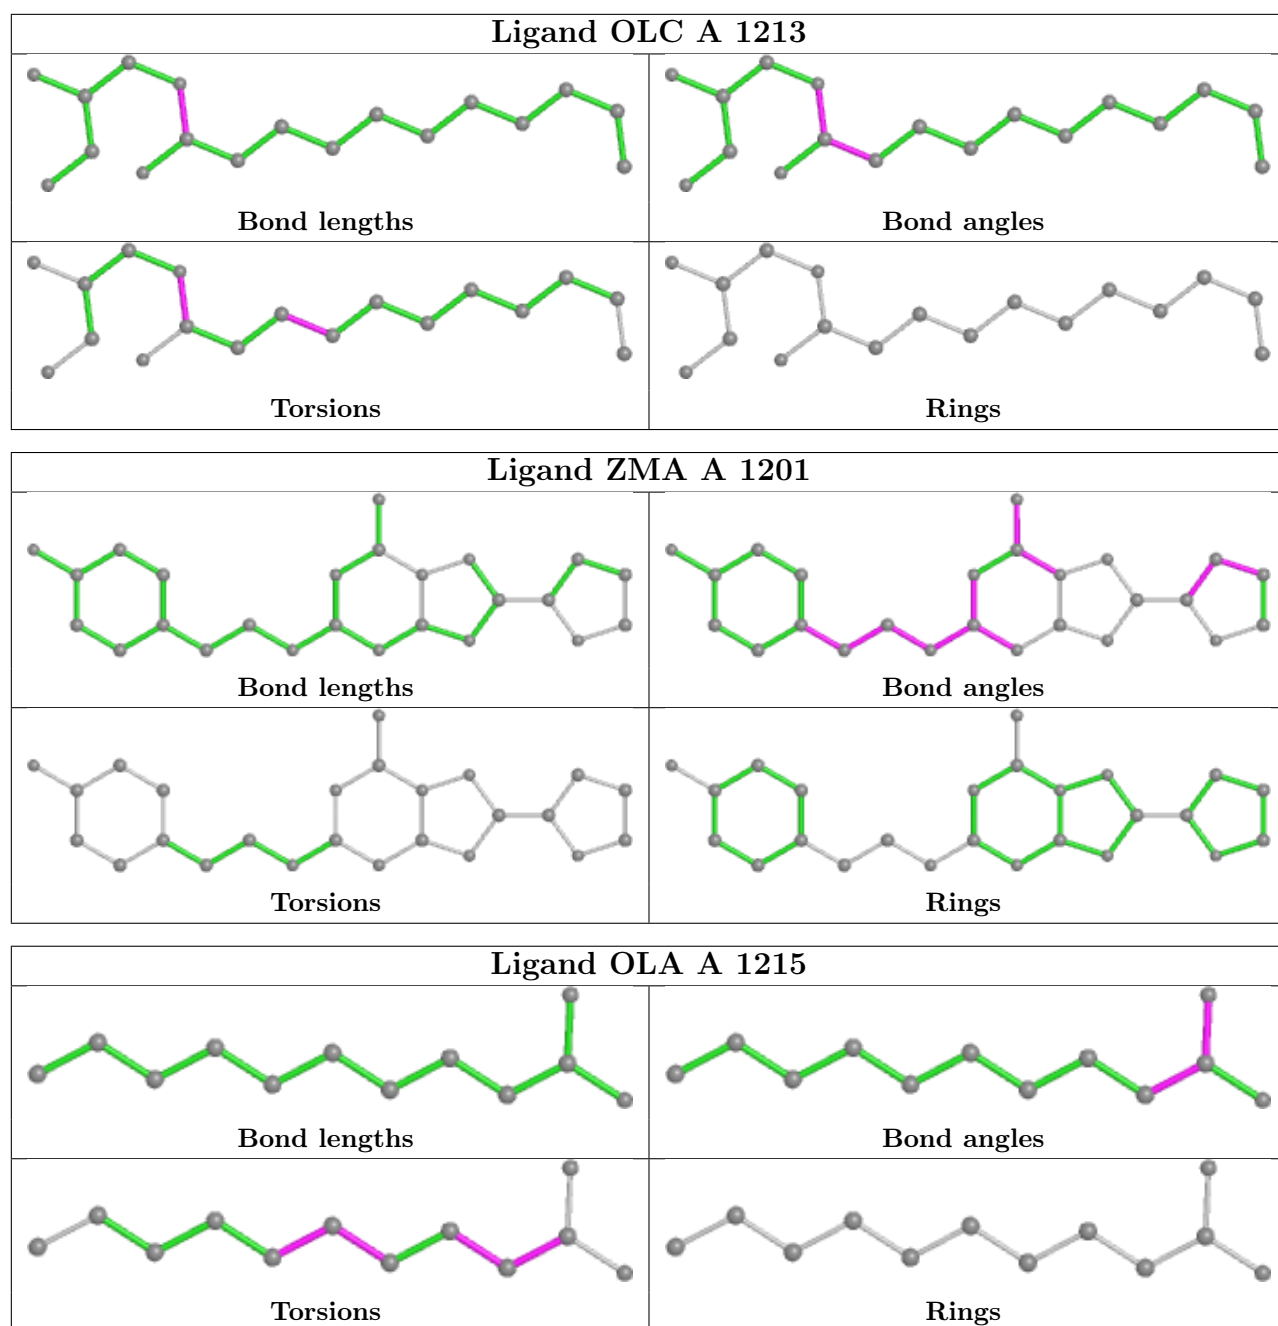 Ligand OLC A 1213
Bond lengths
Bond angles
Torsions
Rings
Ligand ZMA A 1201
Bond lengths
Bond angles
Torsions
Rings
Ligand OLA A 1215
Bond lengths
Bond angles
Torsions
Rings